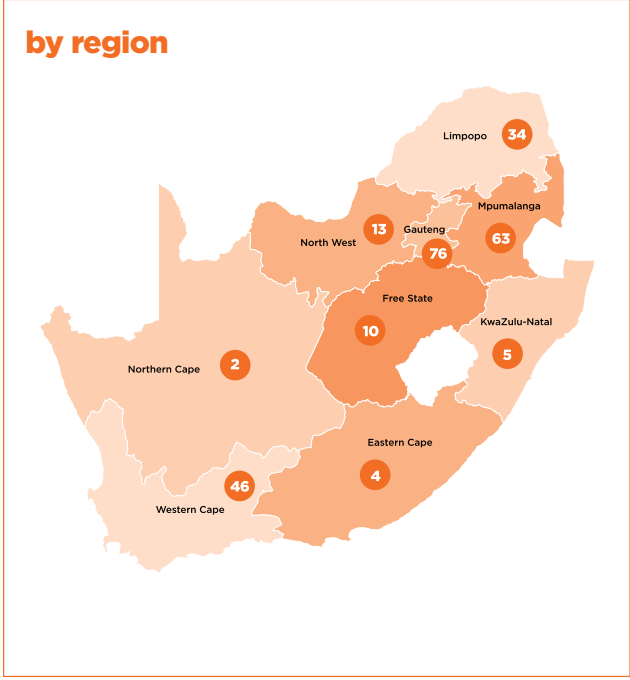 by region
Limpopo 34
Mpumalanga
63
Gauteng
76
North West 13
Free State
10
KwaZulu-Natal
5
Northern Cape 2
Eastern Cape
4
46
Western Cape